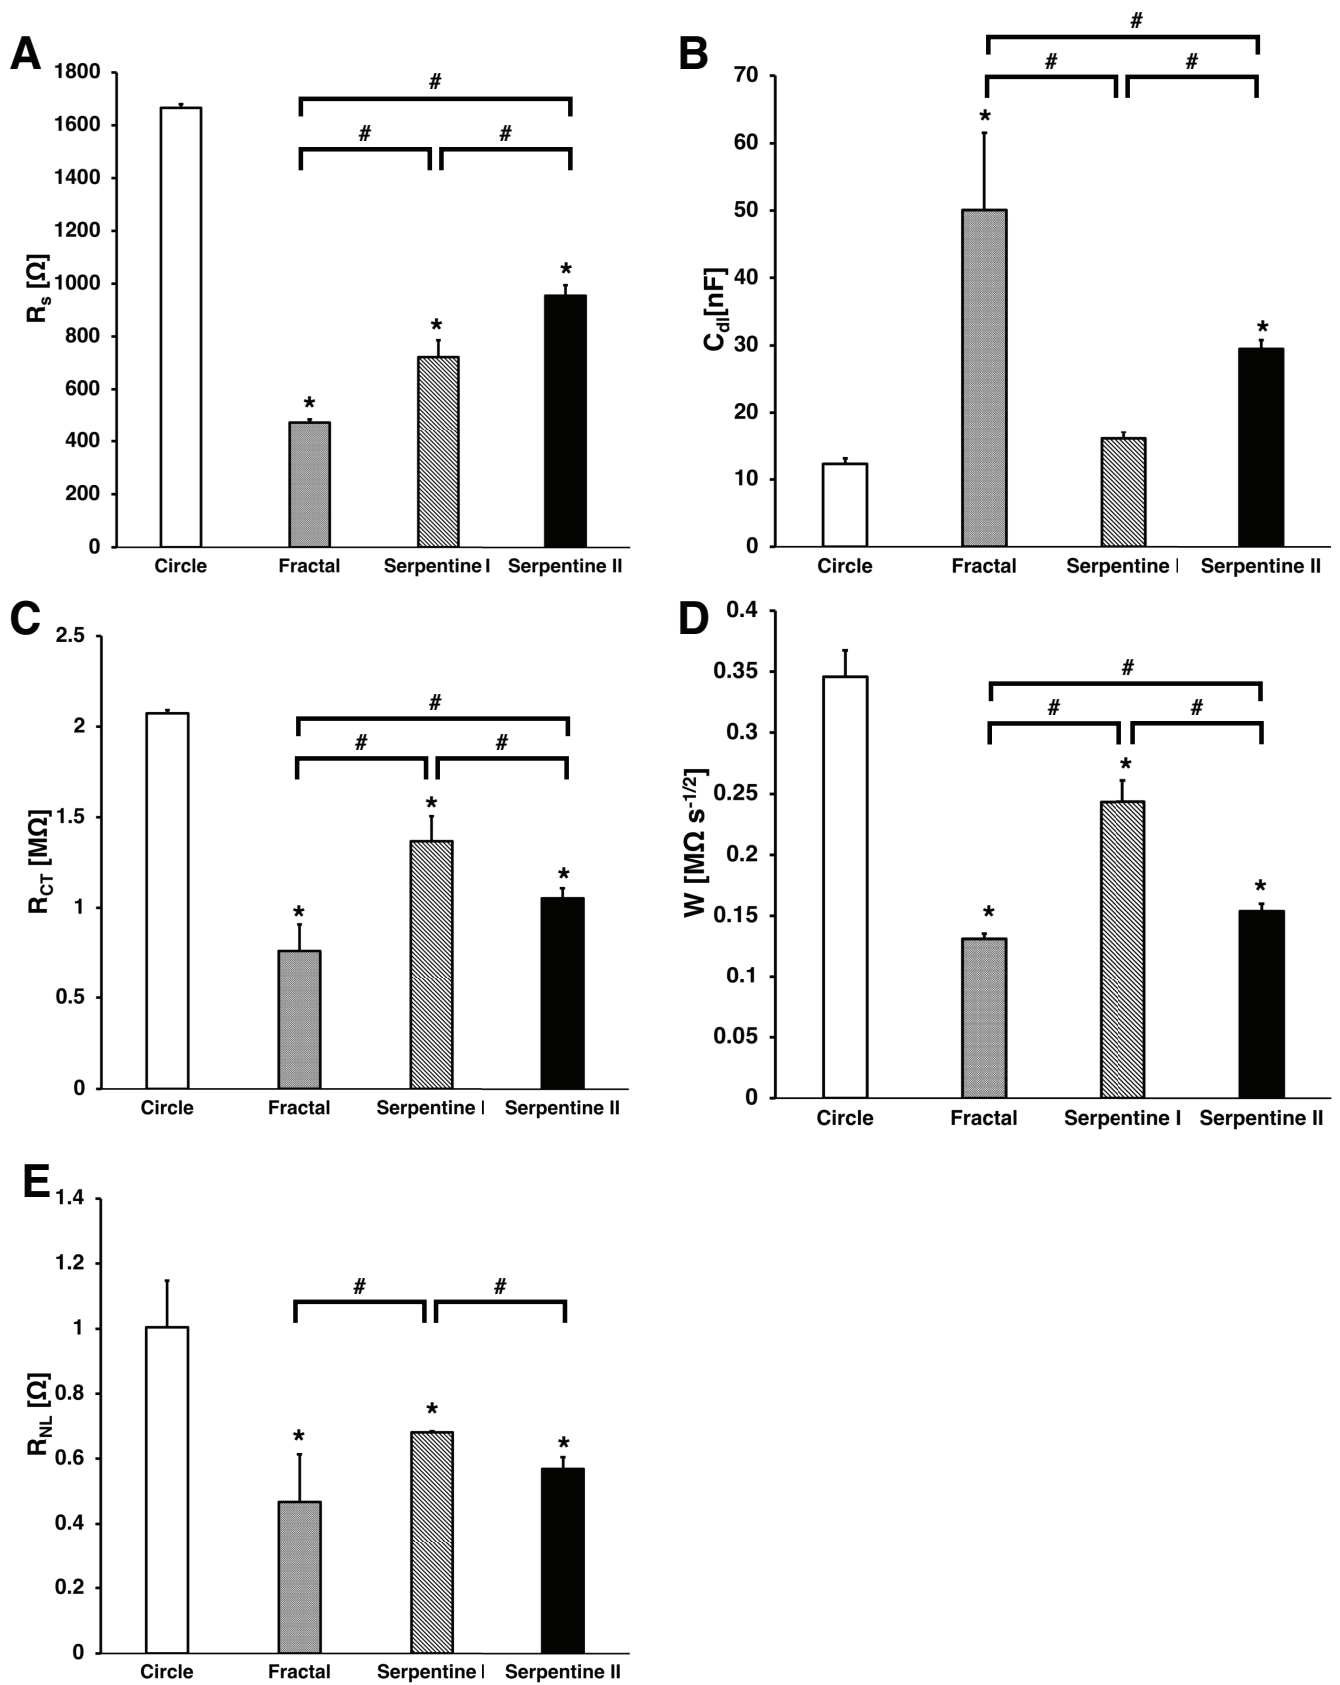 A
1800
1600
1400
1200
1000
800
600
400
200
0
Rs [Ω]
#
#
#
*
*
*
Circle
Fractal
Serpentine I
Serpentine II
B
70
60
50
40
30
20
10
0
Cdl[nF]
#
#
#
*
*
Circle
Fractal
Serpentine I
Serpentine II
C
2.5
2
1.5
1
0.5
0
RCT [MΩ]
#
#
#
*
*
*
Circle
Fractal
Serpentine I
Serpentine II
D
0.4
0.35
0.3
0.25
0.2
0.15
0.1
0.05
0
W [MΩ s-1/2]
#
#
#
*
*
*
Circle
Fractal
Serpentine I
Serpentine II
E
1.4
1.2
1
0.8
0.6
0.4
0.2
0
RNL [Ω]
#
#
*
*
*
Circle
Fractal
Serpentine I
Serpentine II